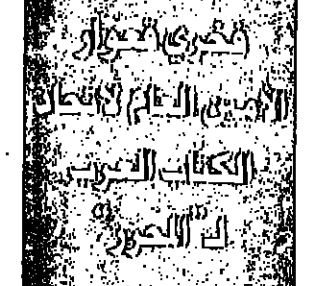 فخري قعوار
الأمين العام لاتحاد
الكتاب العرب